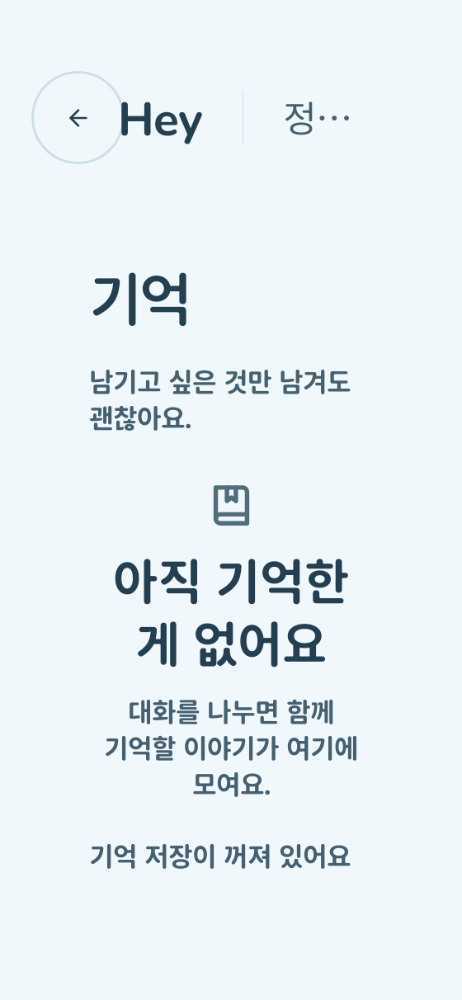 Hey
정…
기억
남기고 싶은 것만 남겨도
괜찮아요.
아직 기억한
게 없어요
대화를 나누면 함께
기억할 이야기가 여기에
모여요.
기억 저장이 꺼져 있어요